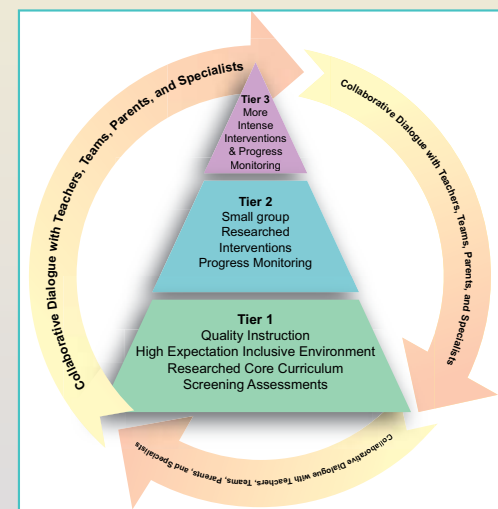 Collaborative Dialogue with Teachers, Teams, Parents, and Specialists
Collaborative Dialogue with Teachers, Teams, Parents, and Specialists
Tier 3
More
Intense
Interventions
& Progress
Monitoring
Tier 2
Small group
Researched
Interventions
Progress Monitoring
Tier 1
Quality Instruction
High Expectation Inclusive Environment
Researched Core Curriculum
Screening Assessments
Collaborative Dialogue with Teachers, Teams, Parents, and Specialists